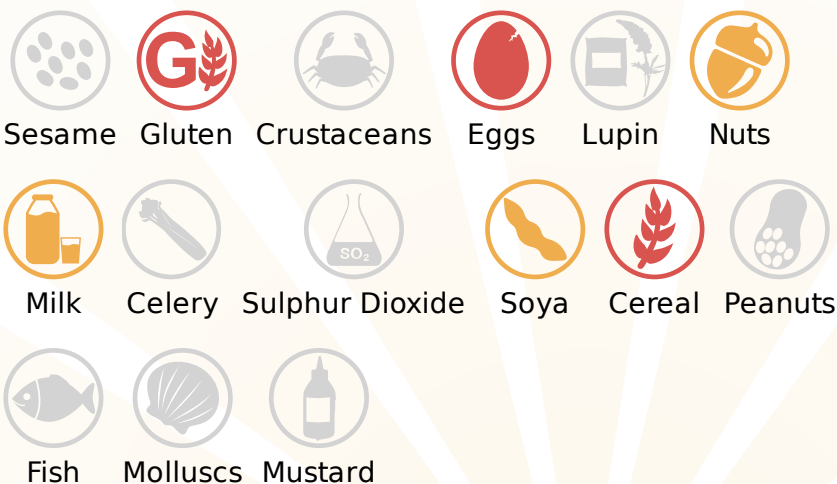 G
Sesame Gluten Crustaceans Eggs Lupin Nuts
SO₂
Milk Celery Sulphur Dioxide Soya Cereal Peanuts
Fish Molluscs Mustard